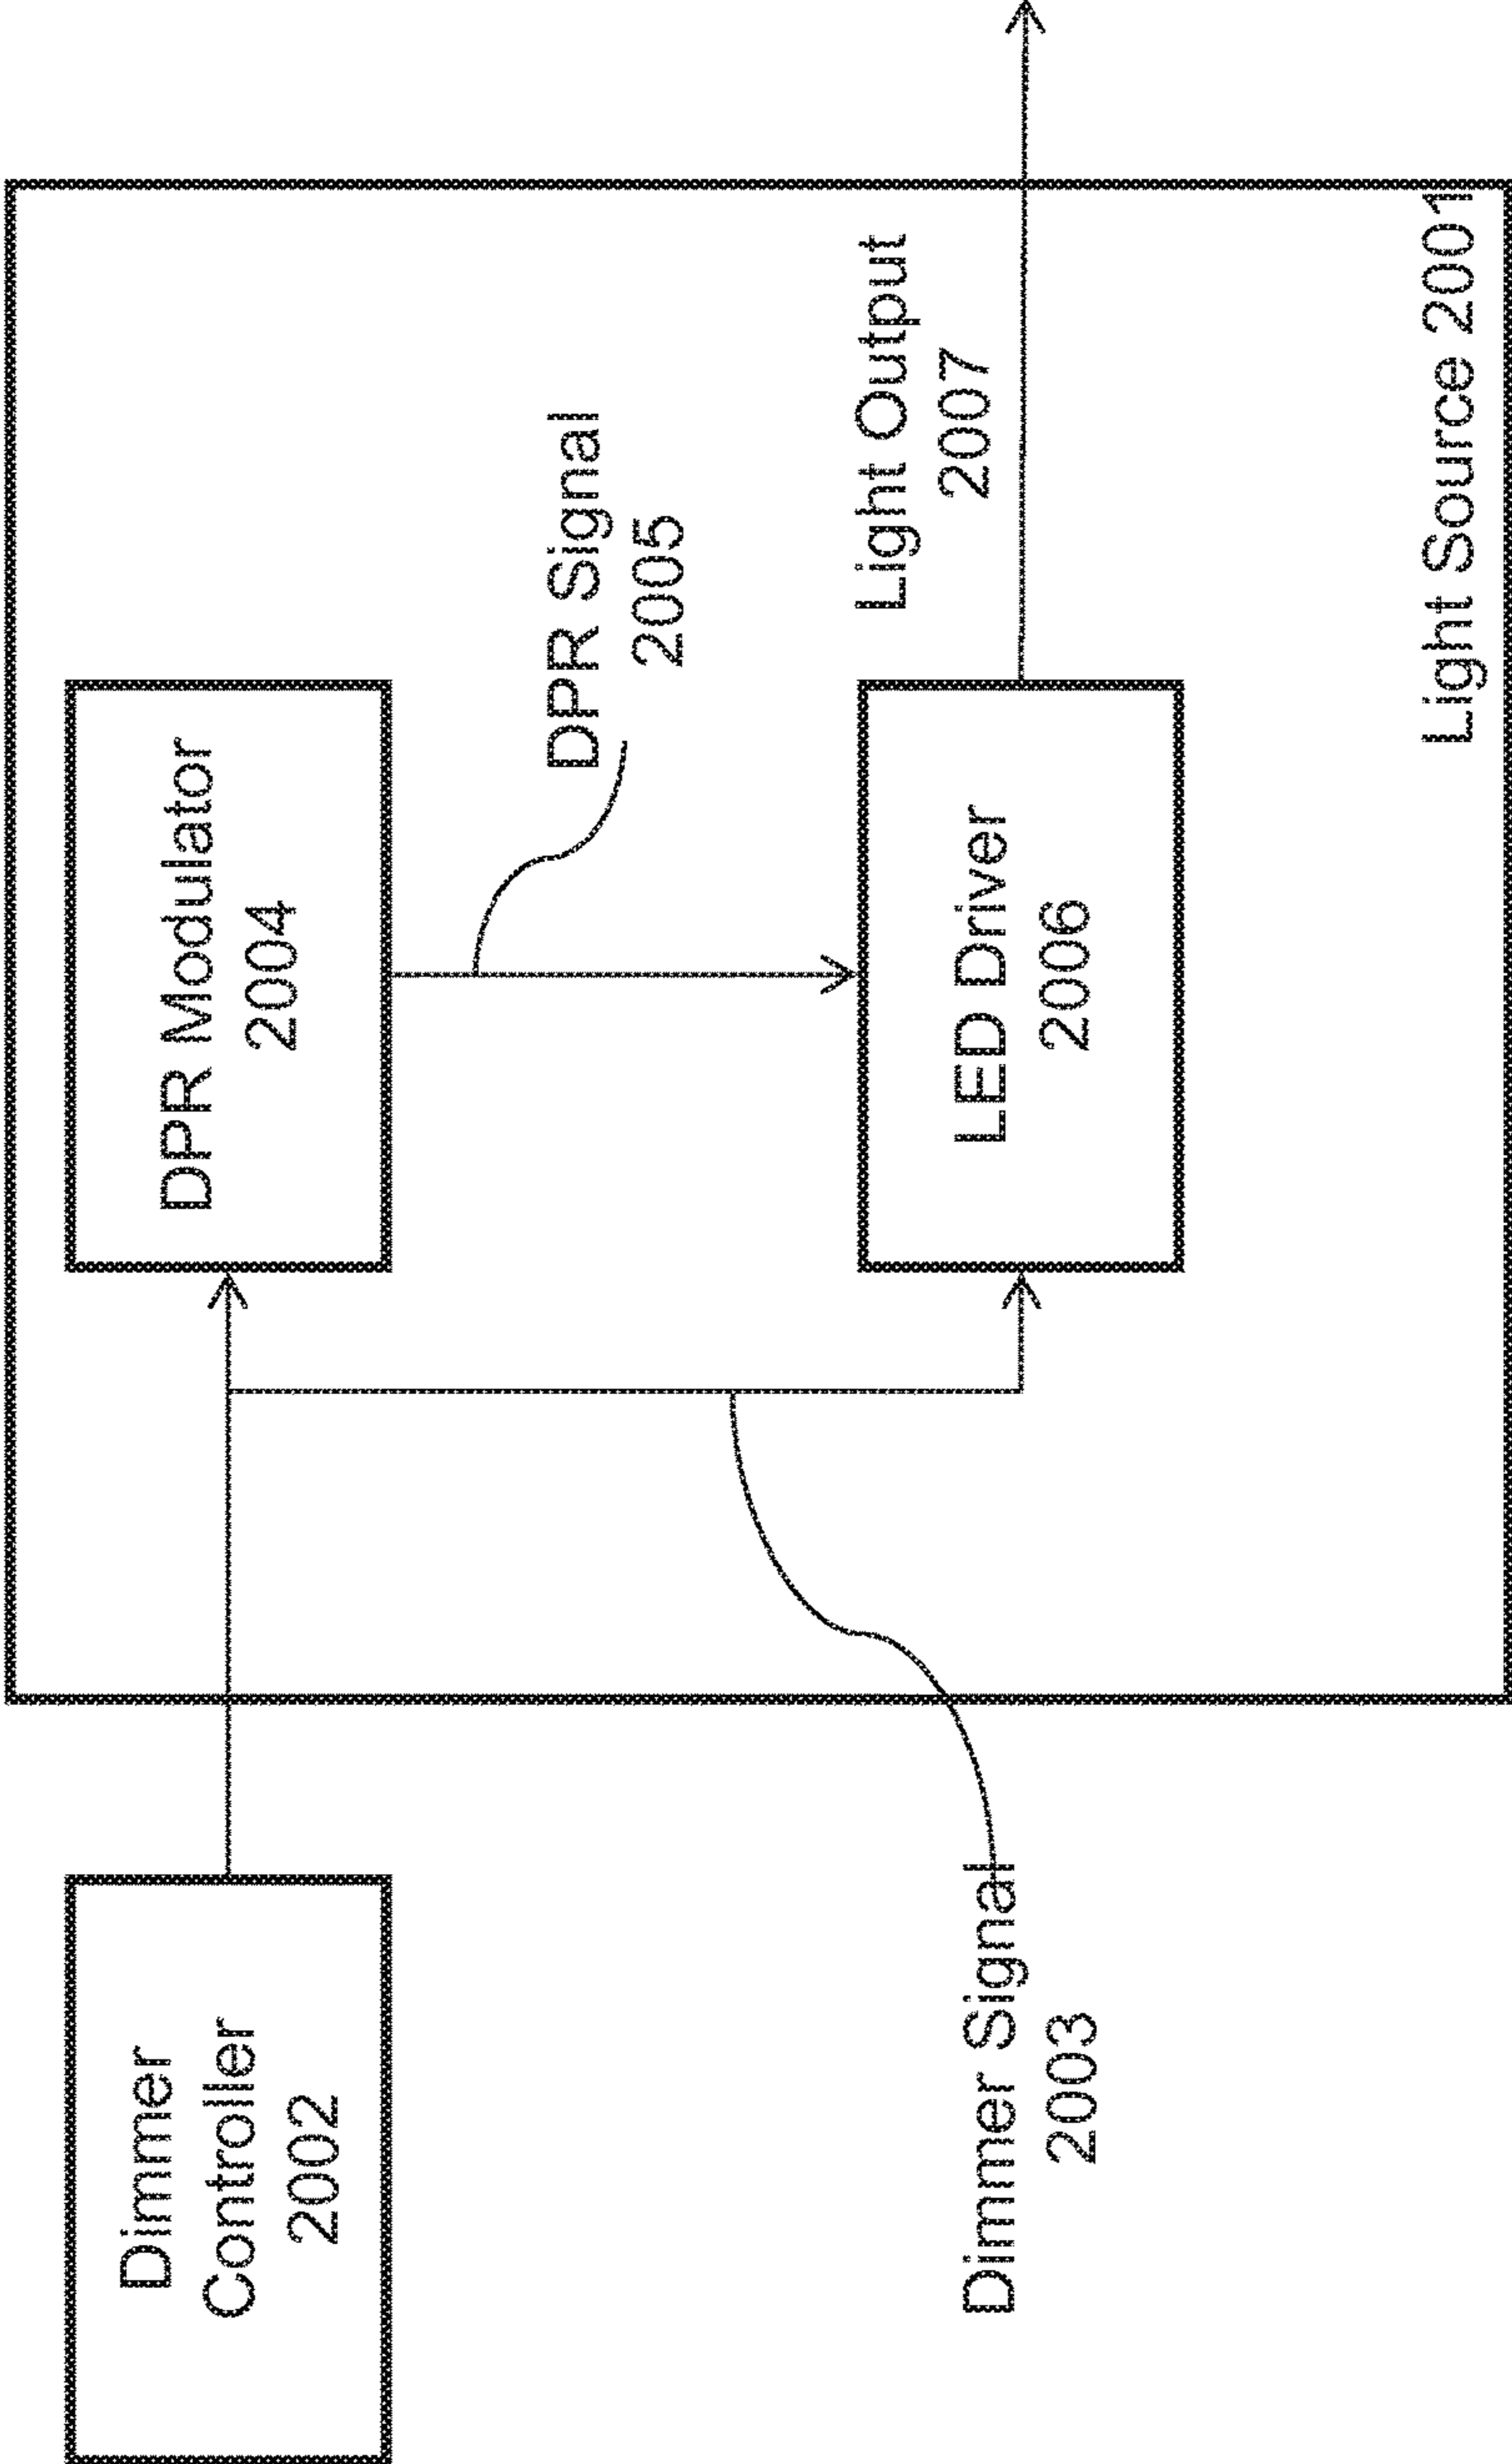 Dimmer
Controller
2002
DPR Modulator
2004
DPR Signal
2005
Dimmer Signal
2003
LED Driver
2006
Light Output
2007
Light Source 2001